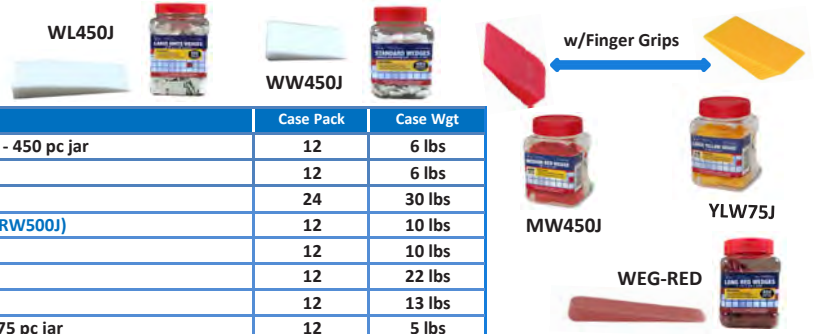 WL450J
WW450J
w/Finger Grips
LARGE WHITE WEDGES
STANDARD WEDGES
Case Pack Case Wgt
- 450 pc jar 12 6 lbs
12 6 lbs
24 30 lbs
RW500J) 12 10 lbs
12 10 lbs
12 22 lbs
12 13 lbs
75 pc jar 12 5 lbs
MEDIUM RED WEDGE
LARGE YELLOW WEDGE
MW450J
YLW75J
WEG-RED
LONG RED WEDGES